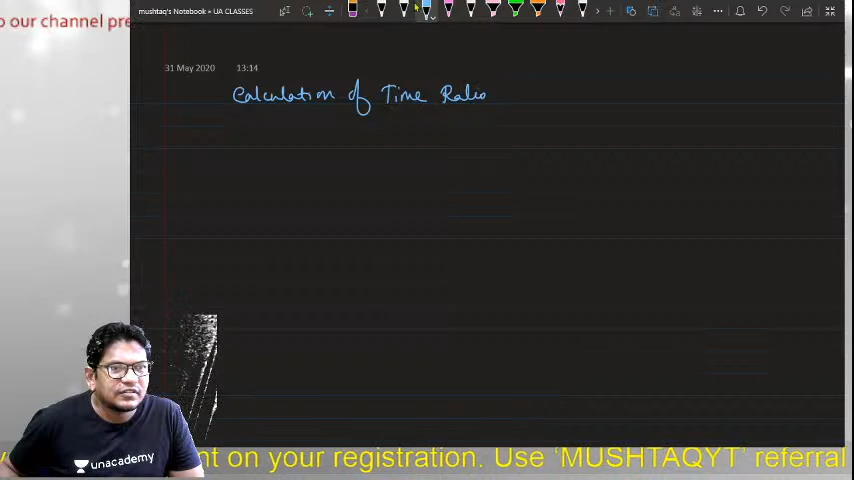 o our channel pre
mushtaq's Notebook » UA CLASSES
31 May 2020 13:14
Calculation of Time Ratio
unacademy
nt on your registration. Use ‘MUSHTAQYT’ referral